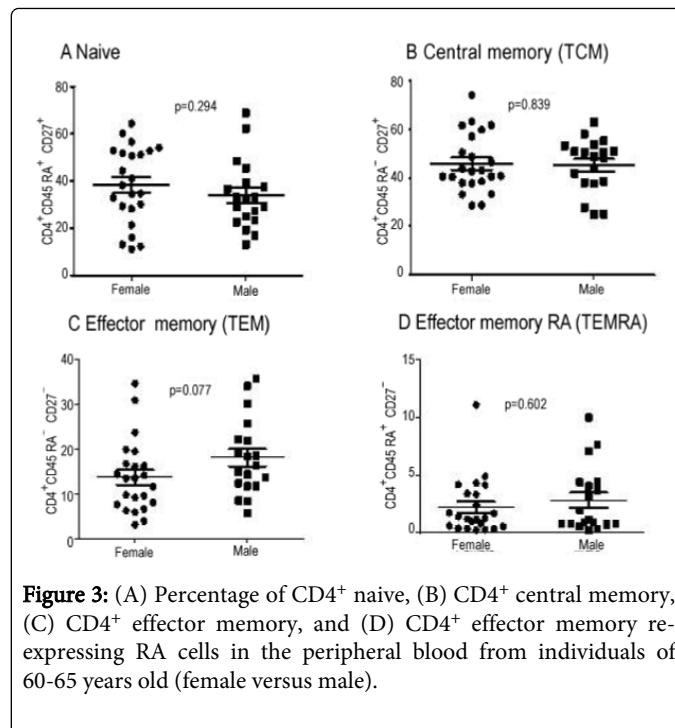 A Naive
CD4⁺CD45 RA⁺ CD27⁺
80
60
40
20
0
p=0.294
Female
Male
B Central memory (TCM)
CD4⁺CD45RA⁻ CD27⁺
80
60
40
20
0
p=0.839
Female
Male
C Effector memory (TEM)
CD4⁺CD45 RA⁻ CD27⁻
40
30
20
10
0
p=0.077
Female
Male
D Effector memory RA (TEMRA)
CD4⁺CD45 RA⁺ CD27⁻
15
10
5
0
p=0.602
Female
Male
Figure 3: (A) Percentage of CD4⁺ naive, (B) CD4⁺ central memory,
(C) CD4⁺ effector memory, and (D) CD4⁺ effector memory re-
expressing RA cells in the peripheral blood from individuals of
60-65 years old (female versus male).